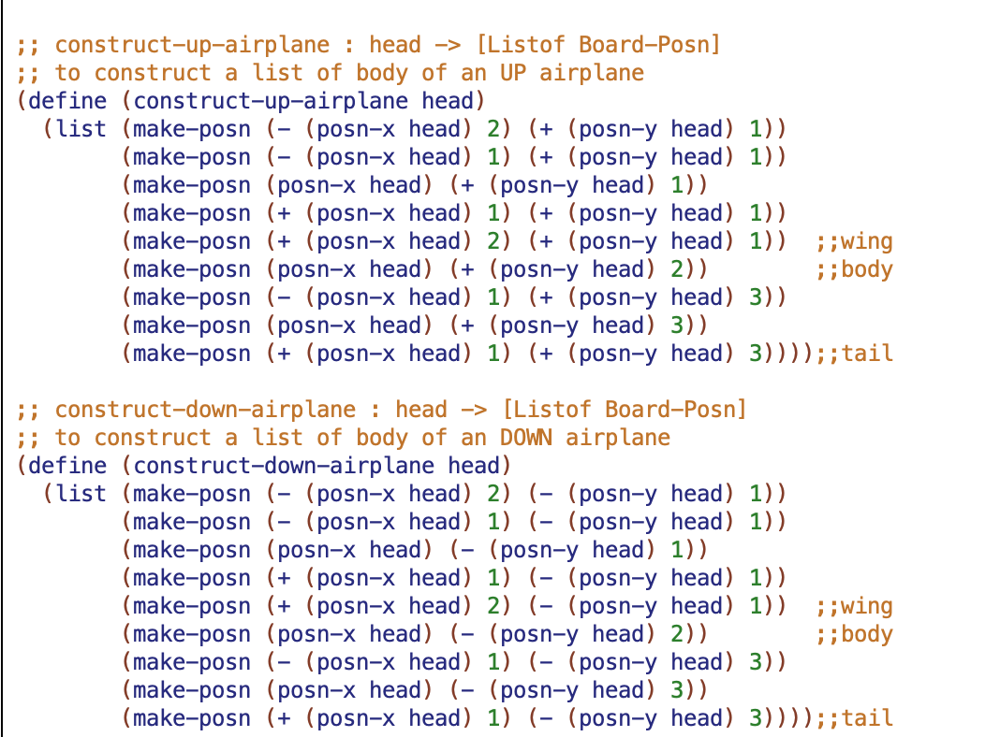 ;; construct-up-airplane : head -> [Listof Board-Posn]
;; to construct a list of body of an UP airplane
(define (construct-up-airplane head)
  (list (make-posn (- (posn-x head) 2) (+ (posn-y head) 1))
        (make-posn (- (posn-x head) 1) (+ (posn-y head) 1))
        (make-posn (posn-x head) (+ (posn-y head) 1))
        (make-posn (+ (posn-x head) 1) (+ (posn-y head) 1))
        (make-posn (+ (posn-x head) 2) (+ (posn-y head) 1))  ;;wing
        (make-posn (posn-x head) (+ (posn-y head) 2))        ;;body
        (make-posn (- (posn-x head) 1) (+ (posn-y head) 3))
        (make-posn (posn-x head) (+ (posn-y head) 3))
        (make-posn (+ (posn-x head) 1) (+ (posn-y head) 3))));;tail

;; construct-down-airplane : head -> [Listof Board-Posn]
;; to construct a list of body of an DOWN airplane
(define (construct-down-airplane head)
  (list (make-posn (- (posn-x head) 2) (- (posn-y head) 1))
        (make-posn (- (posn-x head) 1) (- (posn-y head) 1))
        (make-posn (posn-x head) (- (posn-y head) 1))
        (make-posn (+ (posn-x head) 1) (- (posn-y head) 1))
        (make-posn (+ (posn-x head) 2) (- (posn-y head) 1))  ;;wing
        (make-posn (posn-x head) (- (posn-y head) 2))        ;;body
        (make-posn (- (posn-x head) 1) (- (posn-y head) 3))
        (make-posn (posn-x head) (- (posn-y head) 3))
        (make-posn (+ (posn-x head) 1) (- (posn-y head) 3))));;tail